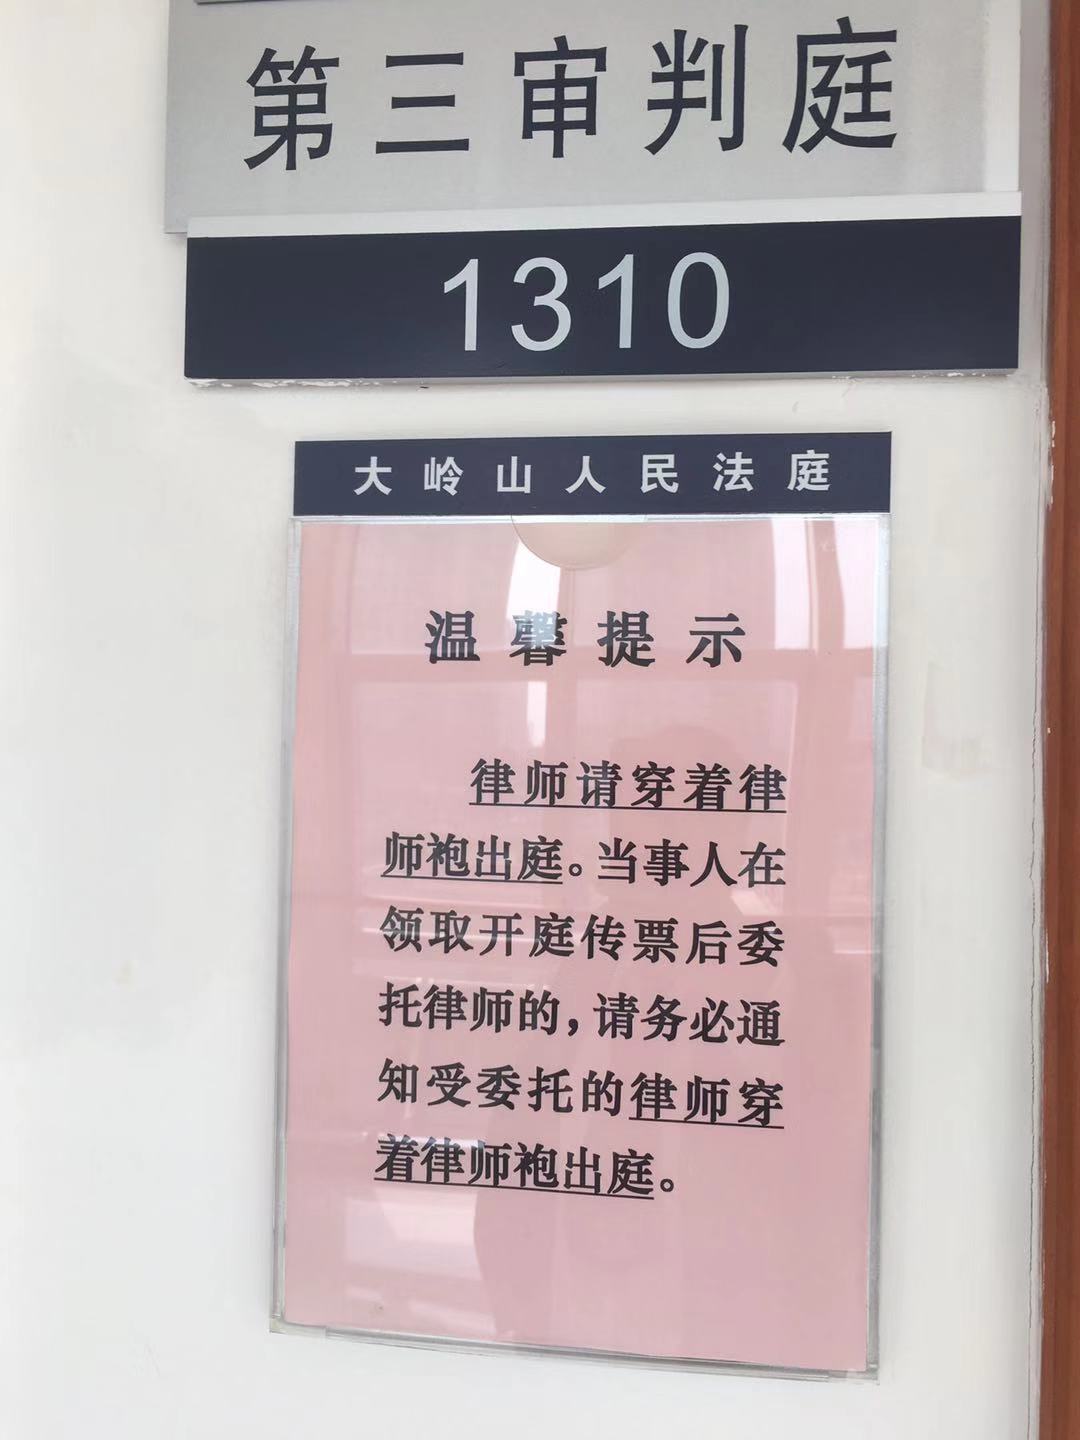 第三审判庭
1310
大岭山人民法庭
温馨提示
律师请穿着律
师袍出庭。当事人在
领取开庭传票后委
托律师的，请务必通
知受委托的律师穿
着律师袍出庭。